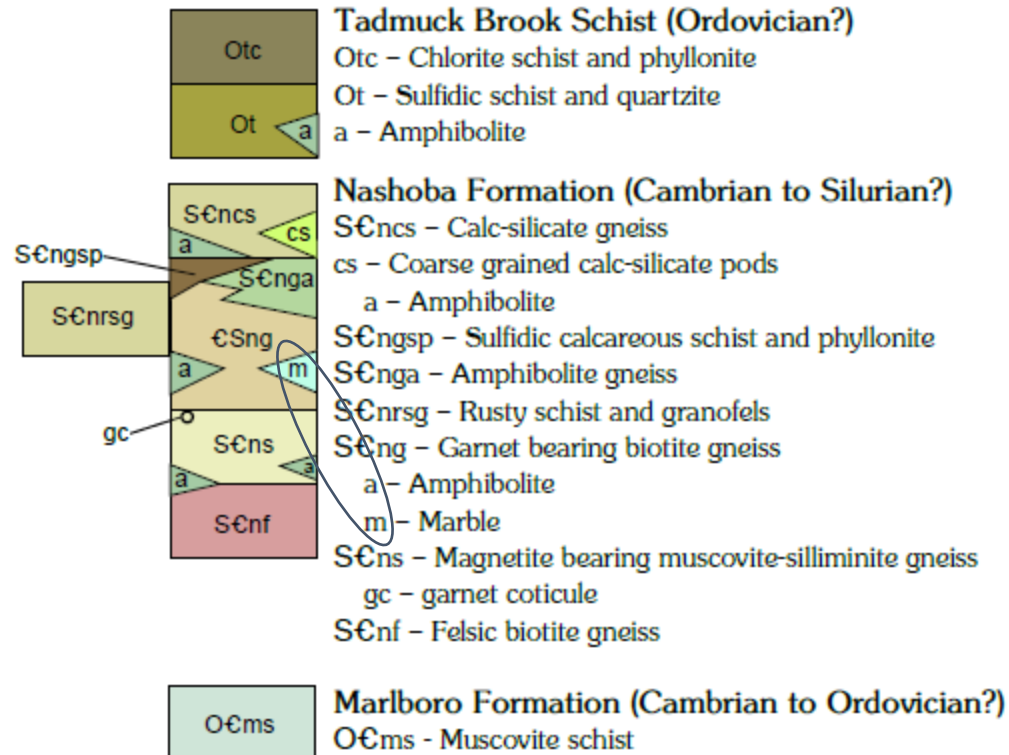 Otc
Ot
a
Tadmuck Brook Schist (Ordovician?)
Otc – Chlorite schist and phyllonite
Ot – Sulfidic schist and quartzite
a – Amphibolite
S€ncs
cs
a
S€ngsp
S€nga
S€nrsg
€Sng
a
m
gc
S€ns
a
a
S€nf
Nashoba Formation (Cambrian to Silurian?)
S€ncs – Calc-silicate gneiss
cs – Coarse grained calc-silicate pods
a – Amphibolite
S€ngsp – Sulfidic calcareous schist and phyllonite
S€nga – Amphibolite gneiss
S€nrsg – Rusty schist and granofels
S€ng – Garnet bearing biotite gneiss
a – Amphibolite
m – Marble
S€ns – Magnetite bearing muscovite-silliminite gneiss
gc – garnet coticule
S€nf – Felsic biotite gneiss
O€ms
Marlboro Formation (Cambrian to Ordovician?)
O€ms - Muscovite schist